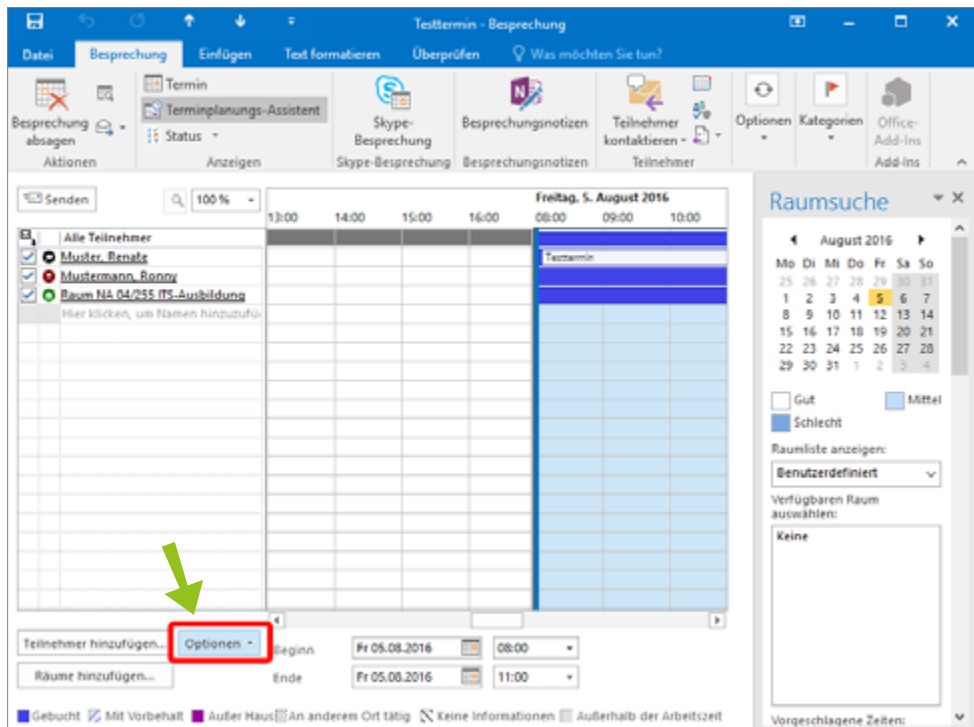 Testtermin - Besprechung
Datei Besprechung Einfügen Text formatieren Überprüfen Was möchten Sie tun?
Besprechung absagen
Termin
Terminplanungs-Assistent
Status
Skype-Besprechung
Besprechungsnotizen
Teilnehmer kontaktieren
Optionen
Kategorien
Office-Add-Ins
Aktionen Anzeigen Skype-Besprechung Besprechungsnotizen Teilnehmer Add-Ins
Senden 100 %
Freitag, 5. August 2016
13:00 14:00 15:00 16:00 08:00 09:00 10:00
Alle Teilnehmer
Muster, Renate Testtermin
Mustermann, Ronny
Raum NA 04/255 ITS-Ausbildung
Hier klicken, um Namen hinzuzufü
Raumsuche
August 2016
Mo Di Mi Do Fr Sa So
25 26 27 28 29 30 31
1 2 3 4 5 6 7
8 9 10 11 12 13 14
15 16 17 18 19 20 21
22 23 24 25 26 27 28
29 30 31 1 2 3 4
Gut Mittel
Schlecht
Raumliste anzeigen:
Benutzerdefiniert
Verfügbaren Raum
auswählen:
Keine
Vorgeschlagene Zeiten:
Teilnehmer hinzufügen... Optionen
Beginn Fr 05.08.2016 08:00
Räume hinzufügen...
Ende Fr 05.08.2016 11:00
Gebucht Mit Vorbehalt Außer Haus An anderem Ort tätig Keine Informationen Außerhalb der Arbeitszeit